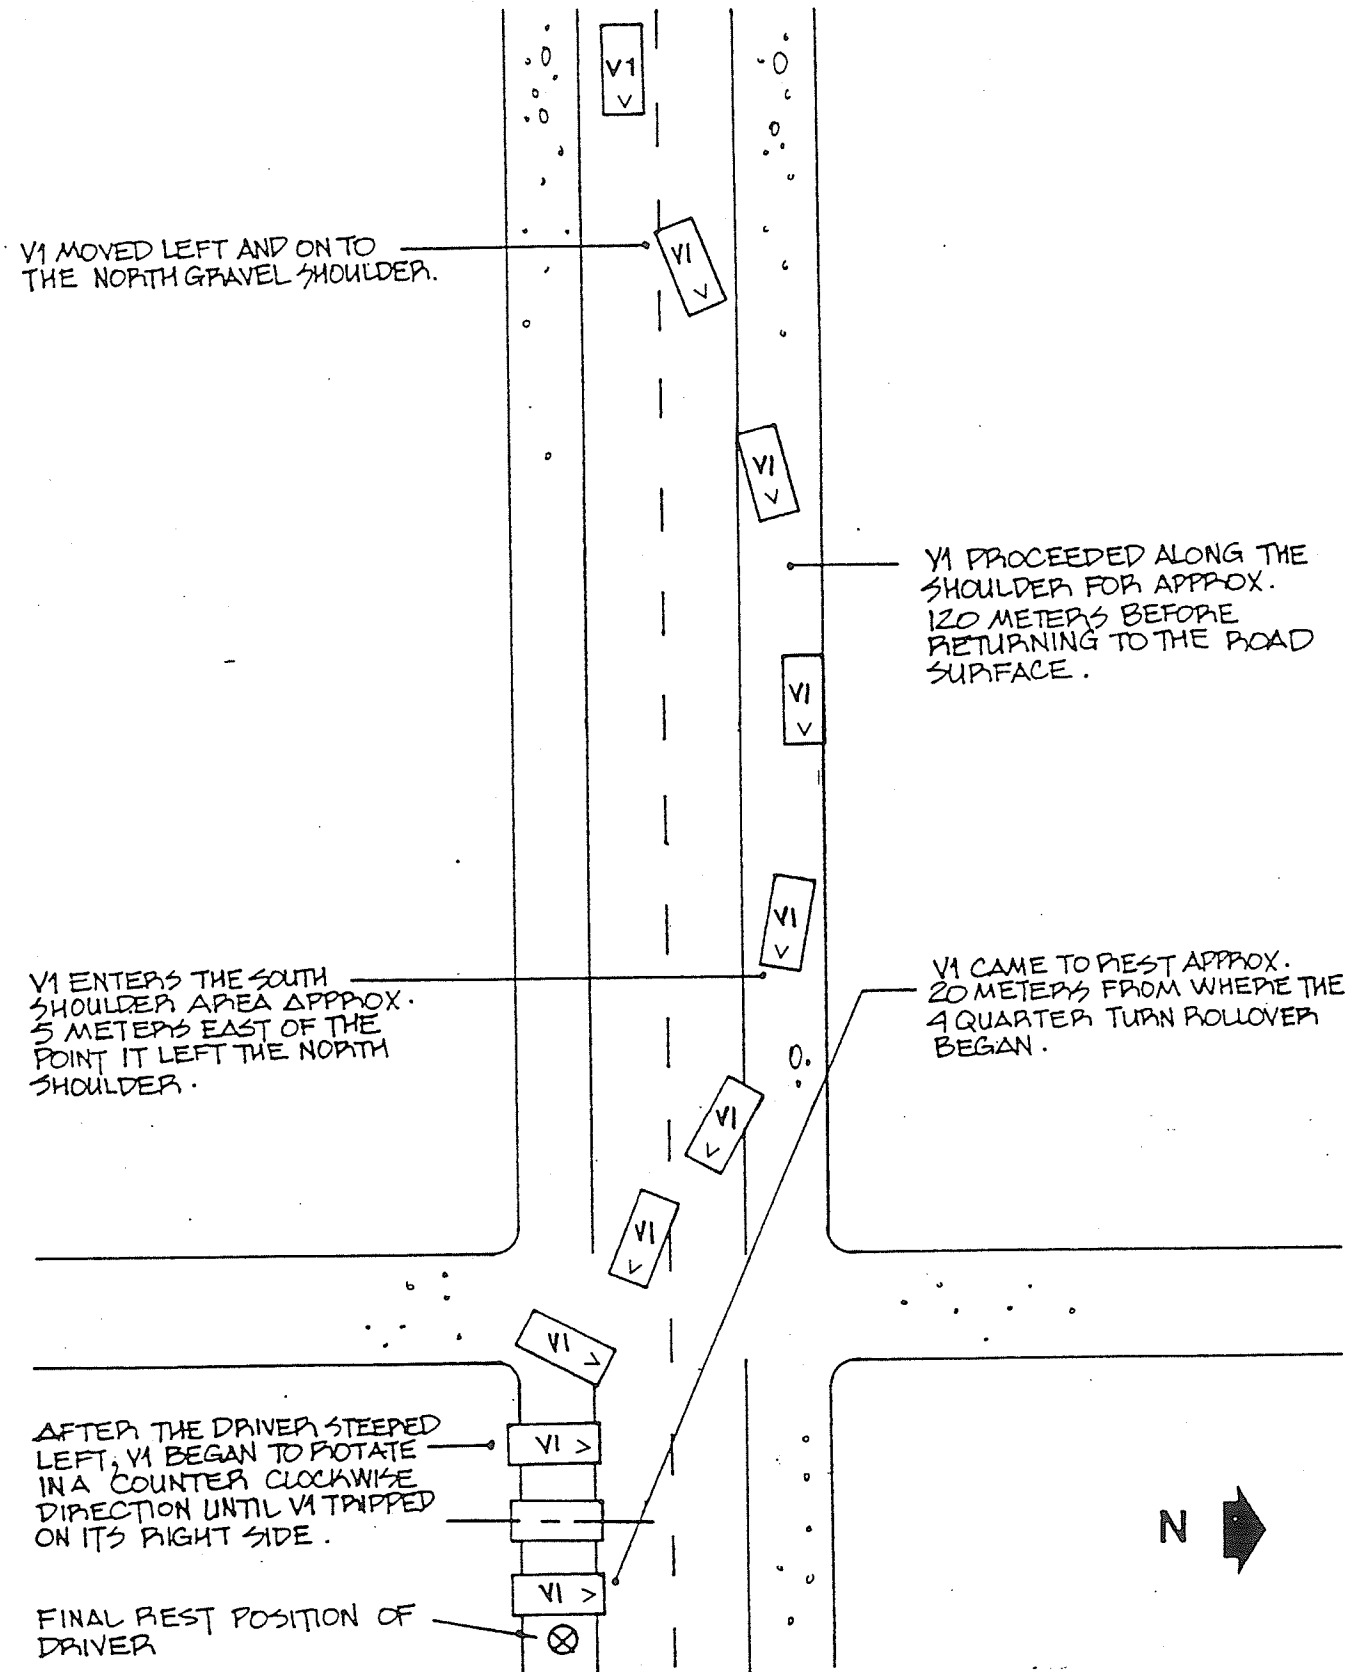 V1
V1 MOVED LEFT AND ON TO
THE NORTH GRAVEL SHOULDER.
V1
V1
V1 PROCEEDED ALONG THE
SHOULDER FOR APPROX.
120 METERS BEFORE
RETURNING TO THE ROAD
SURFACE.
V1
V1
V1 ENTERS THE SOUTH
SHOULDER AREA APPROX.
5 METERS EAST OF THE
POINT IT LEFT THE NORTH
SHOULDER.
V1 CAME TO REST APPROX.
20 METERS FROM WHERE THE
4 QUARTER TURN ROLLOVER
BEGAN.
V1
V1
V1
AFTER THE DRIVER STEERED
LEFT, V1 BEGAN TO ROTATE
IN A COUNTER CLOCKWISE
DIRECTION UNTIL V1 TRIPPED
ON ITS RIGHT SIDE.
V1
V1
N
FINAL REST POSITION OF
DRIVER